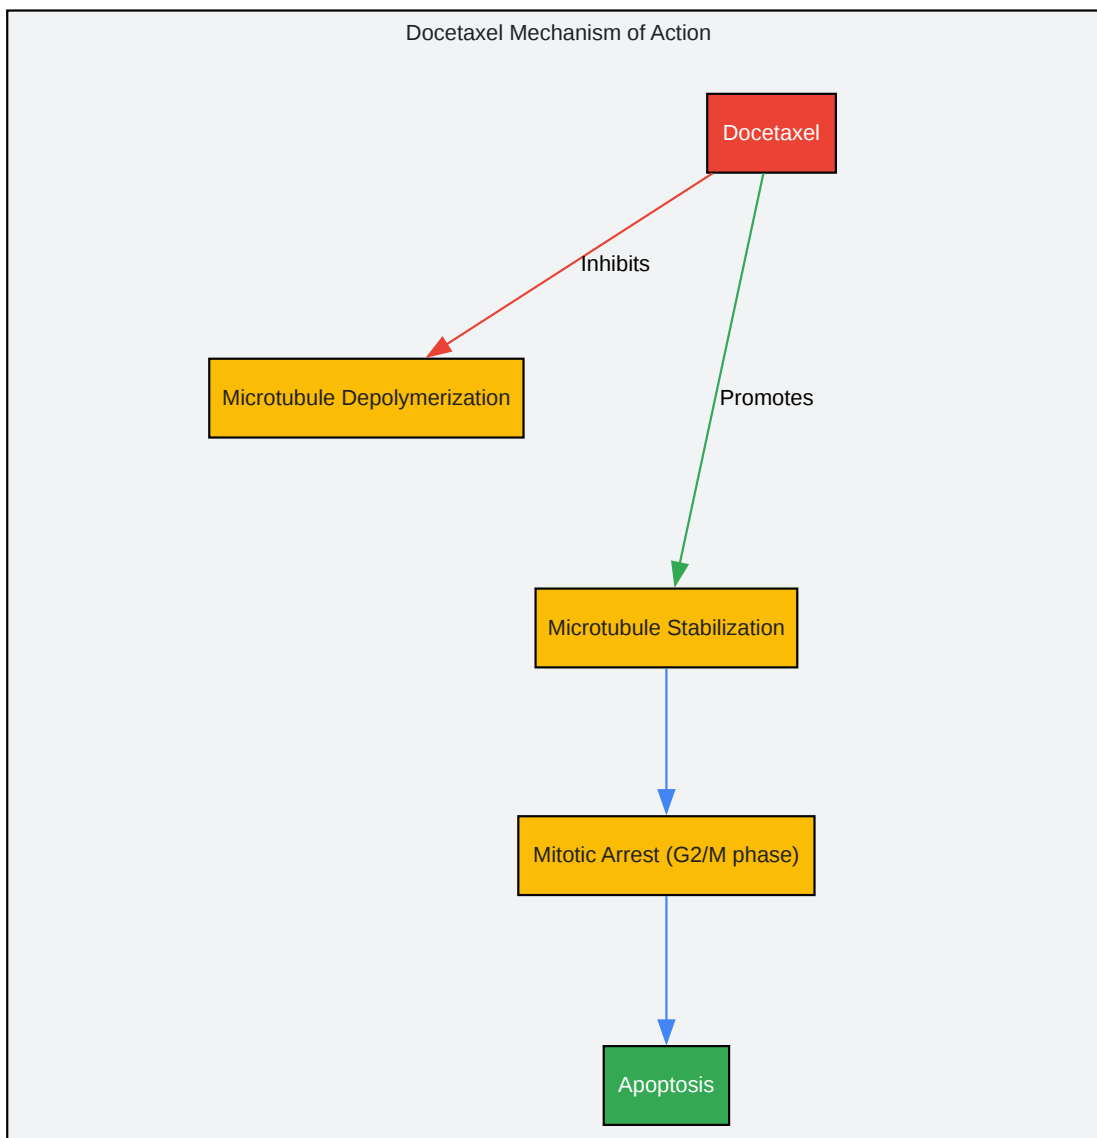 Docetaxel Mechanism of Action
Docetaxel
Inhibits
Microtubule Depolymerization
Promotes
Microtubule Stabilization
Mitotic Arrest (G2/M phase)
Apoptosis